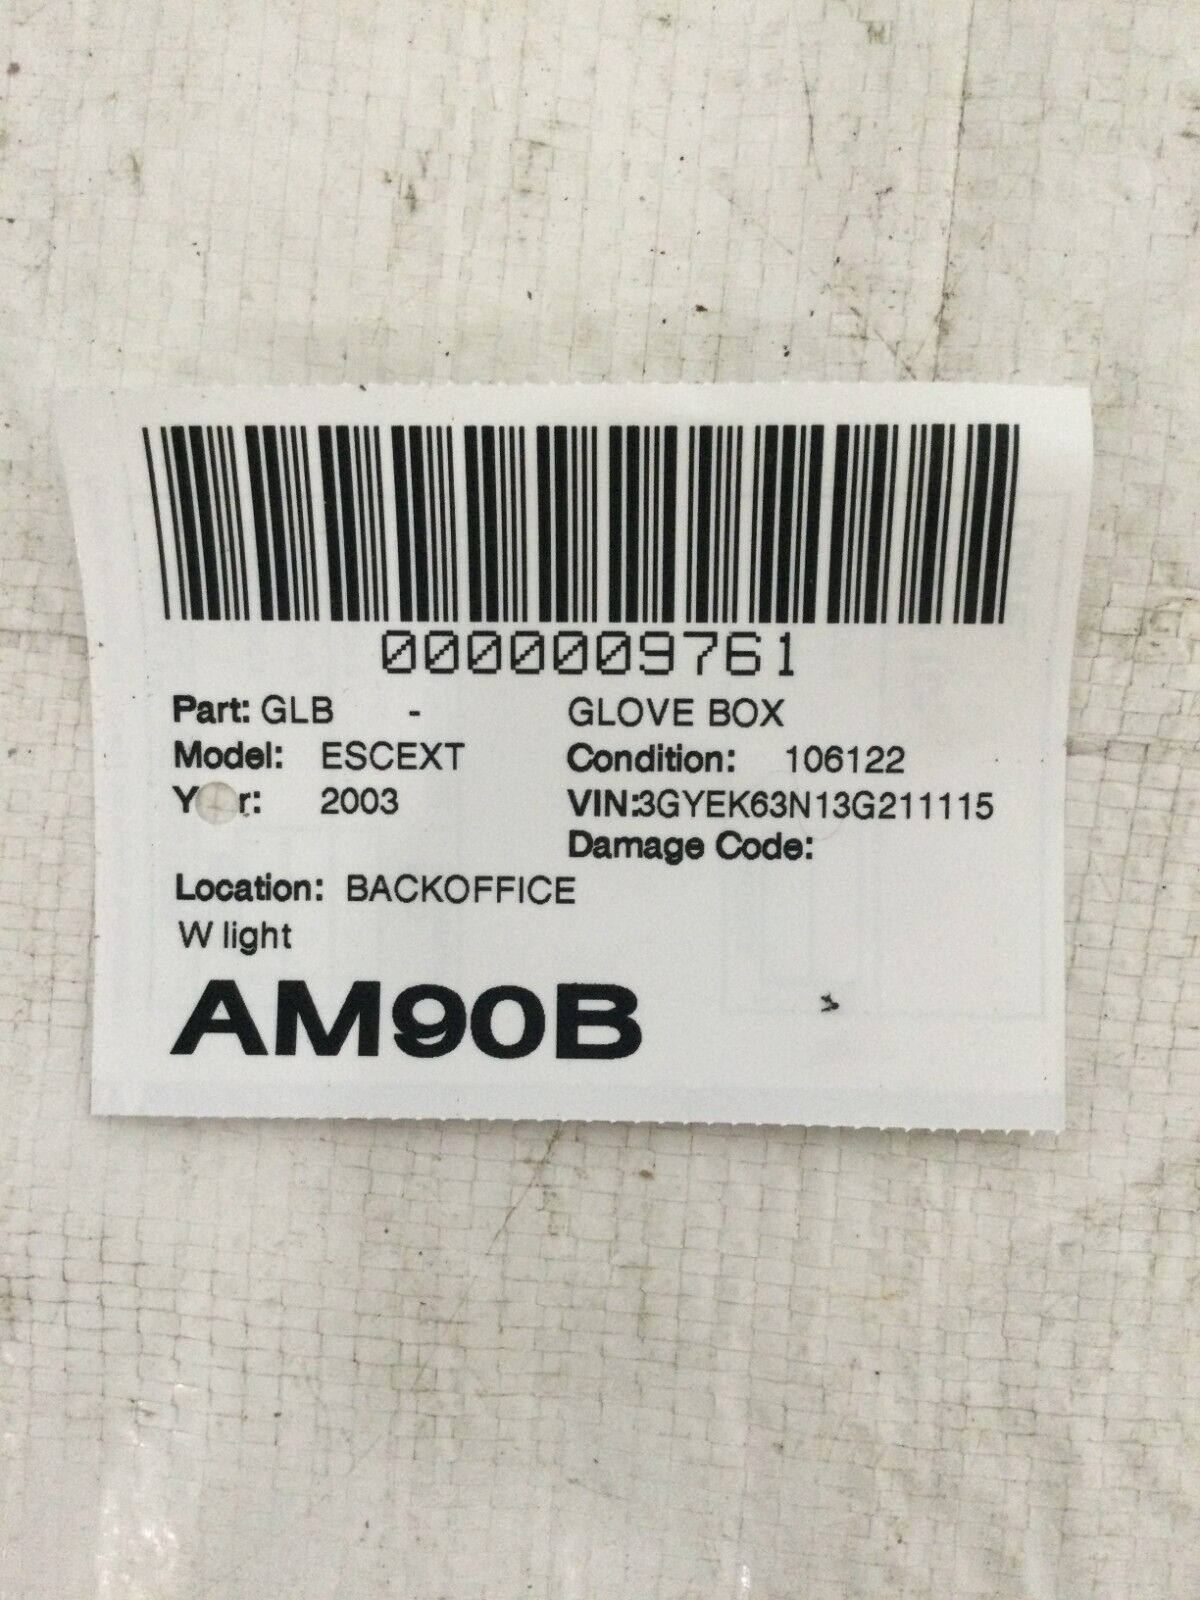 0000009761
Part: GLB - GLOVE BOX
Model: ESCEXT Condition: 106122
Y r: 2003 VIN:3GYEK63N13G211115
Damage Code:
Location: BACKOFFICE
W light
AM90B